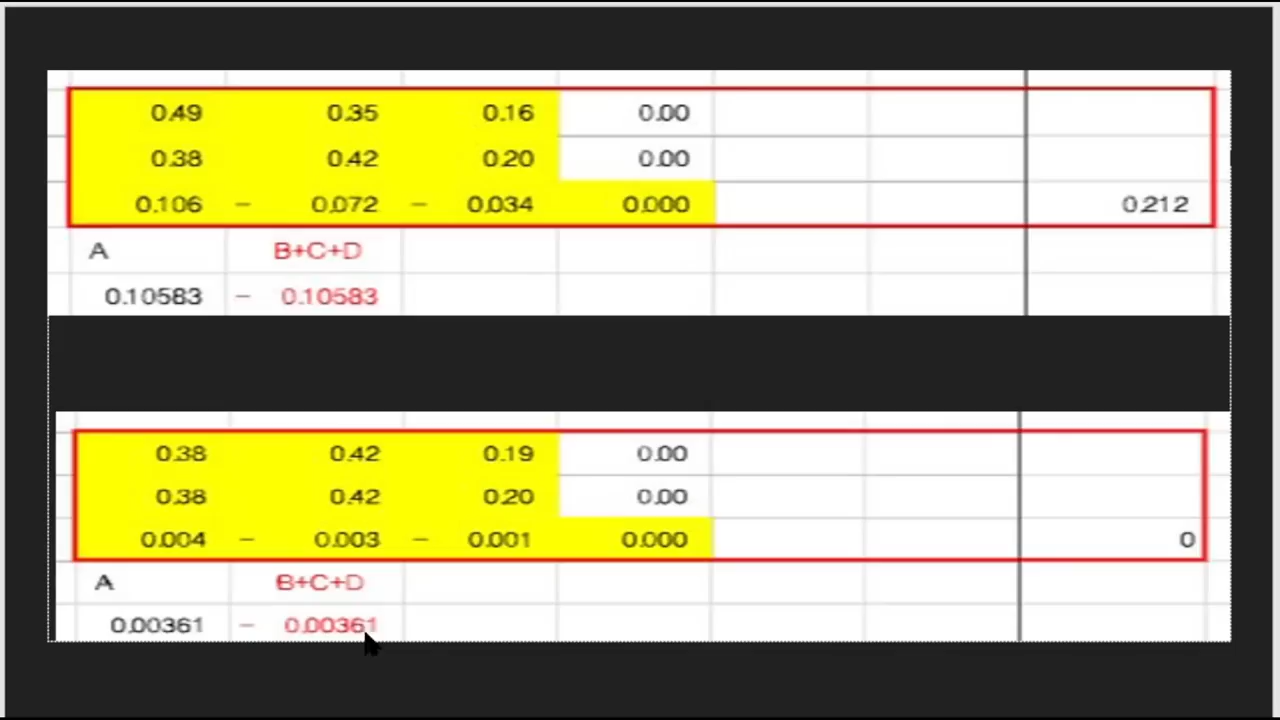 0.49 0.35 0.16 0.00
0.38 0.42 0.20 0.00
0.106 − 0.072 − 0.034 0.000 0.212
A B+C+D
0.10583 − 0.10583
0.38 0.42 0.19 0.00
0.38 0.42 0.20 0.00
0.004 − 0.003 − 0.001 0.000 0
A B+C+D
0.00361 − 0.00361